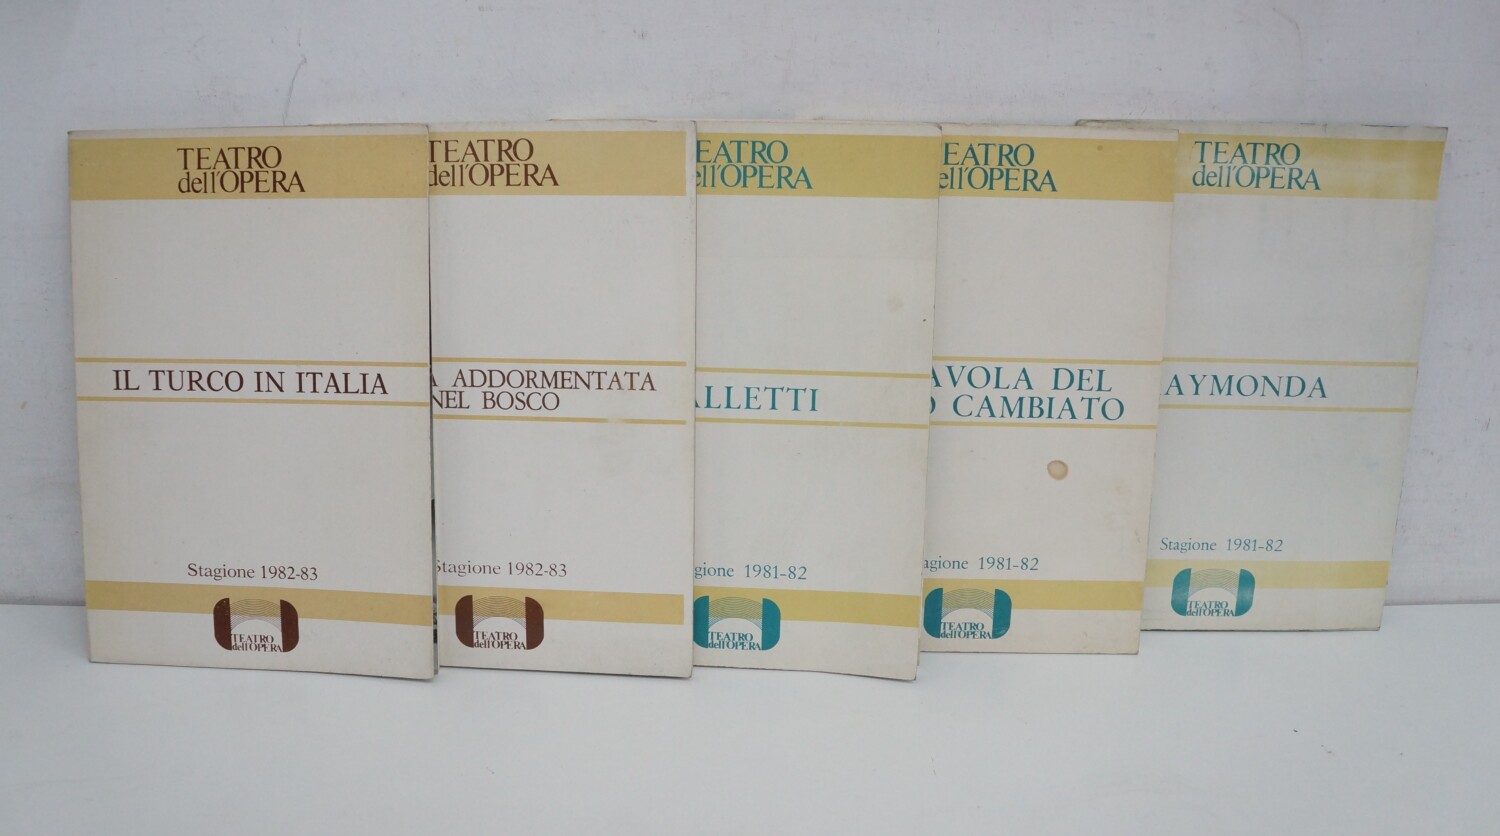 TEATRO
dell'OPERA
IL TURCO IN ITALIA
Stagione 1982-83
TEATRO
dell'OPERA
TEATRO
dell'OPERA
A ADDORMENTATA
NEL BOSCO
Stagione 1982-83
TEATRO
dell'OPERA
EATRO
ell'OPERA
ALLETTI
gione 1981-82
TEATRO
dell'OPERA
EATRO
ell'OPERA
AVOLA DEL
O CAMBIATO
agione 1981-82
TEATRO
dell'OPERA
TEATRO
dell'OPERA
AYMONDA
Stagione 1981-82
TEATRO
dell'OPERA